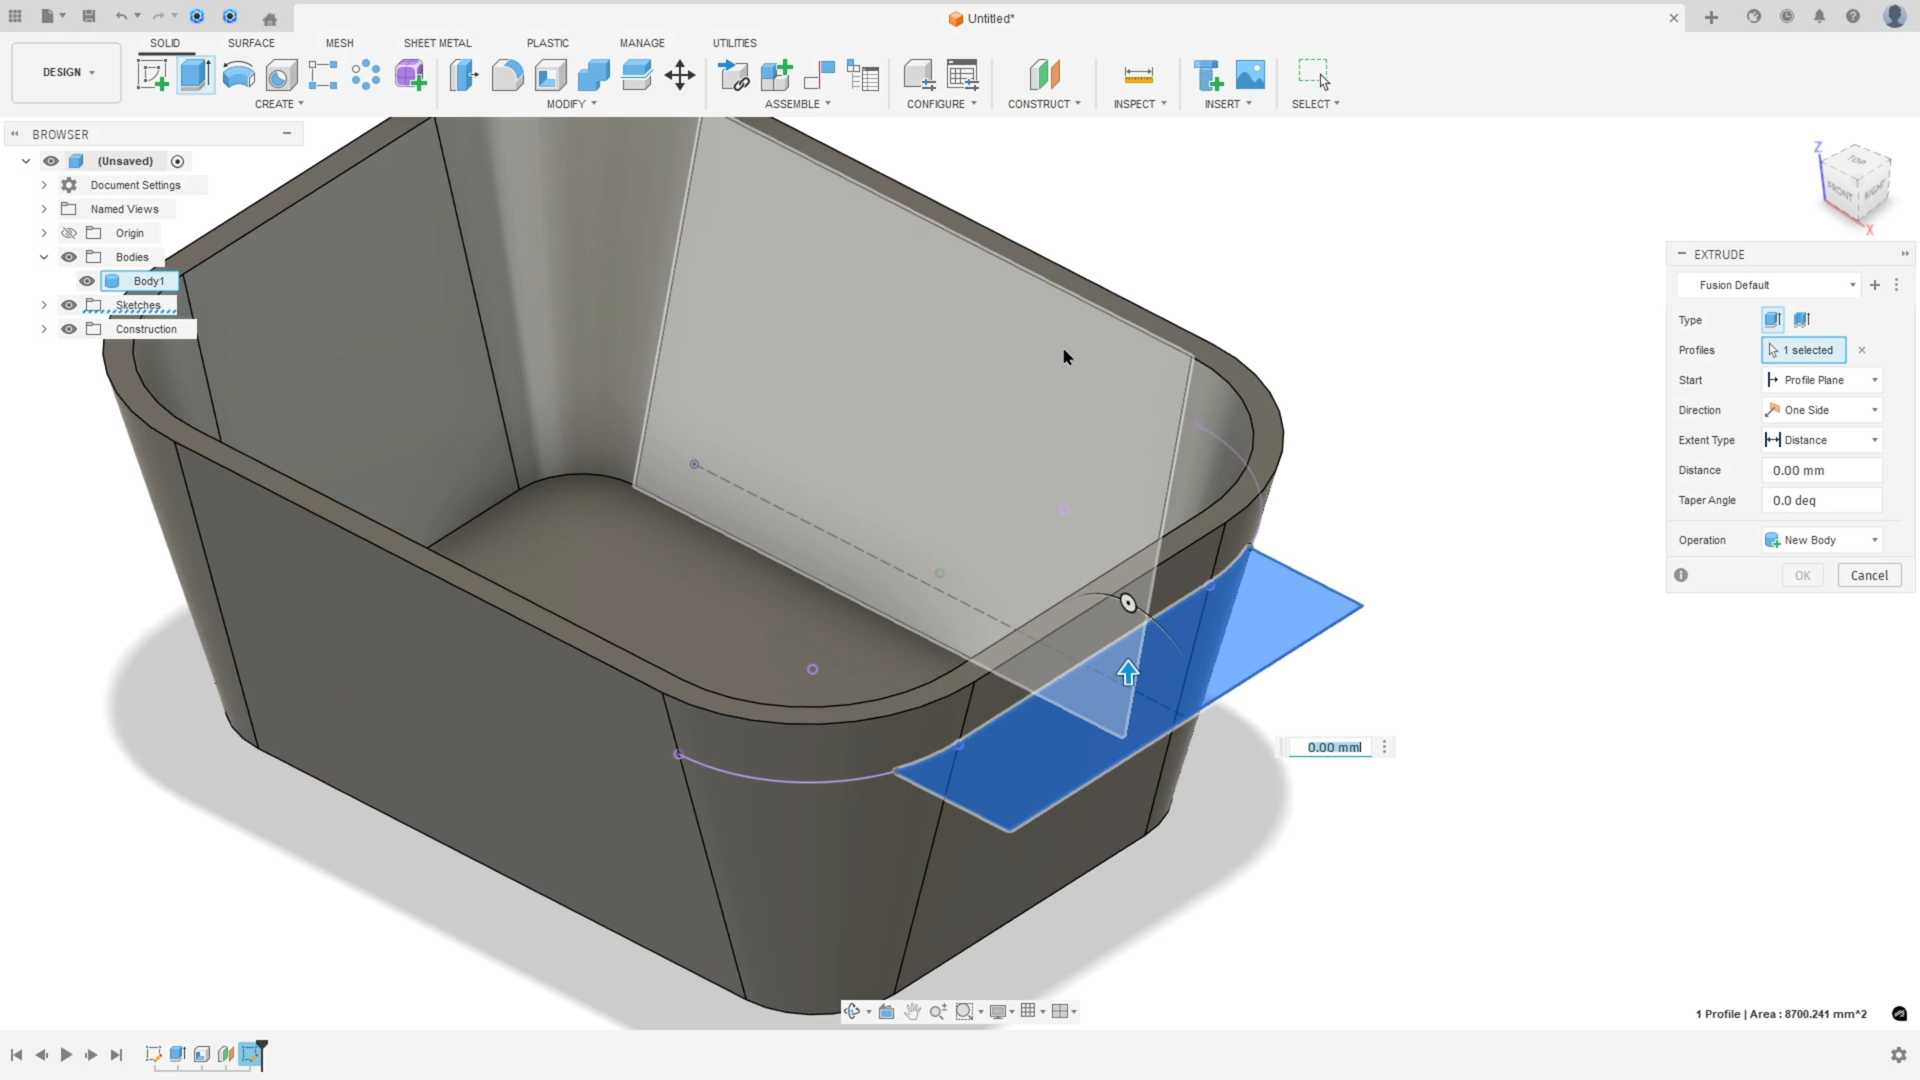 Untitled*
DESIGN
SOLID
SURFACE
MESH
SHEET METAL
PLASTIC
MANAGE
UTILITIES
CREATE
MODIFY
ASSEMBLE
CONFIGURE
CONSTRUCT
INSPECT
INSERT
SELECT
BROWSER
(Unsaved)
Document Settings
Named Views
Origin
Bodies
Body1
Sketches
Construction
Z
TOP
FRONT
RIGHT
X
EXTRUDE
Fusion Default
Type
Profiles
1 selected
Start
Profile Plane
Direction
One Side
Extent Type
Distance
Distance
0.00 mm
Taper Angle
0.0 deg
Operation
New Body
OK
Cancel
0.00 mm
1 Profile | Area : 8700.241 mm^2